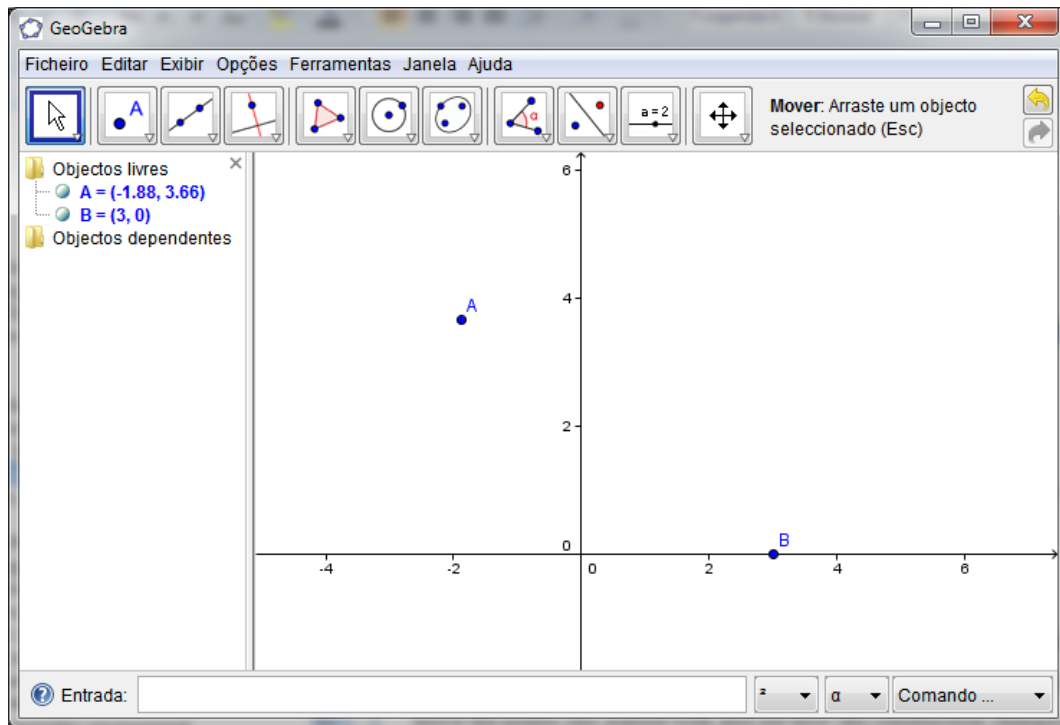 GeoGebra
Ficheiro Editar Exibir Opções Ferramentas Janela Ajuda
A
α
a = 2
Mover: Arraste um objecto
seleccionado (Esc)
Objectos livres
A = (-1.88, 3.66)
B = (3, 0)
Objectos dependentes
6
A
4
2
B
0
-4
-2
0
2
4
6
Entrada:
²
α
Comando ...